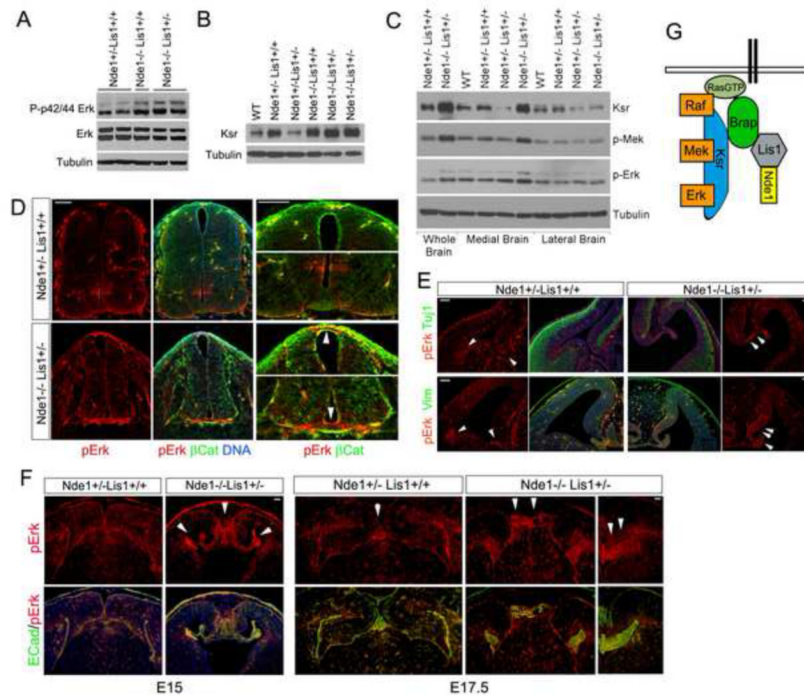 A
Nde1+/-Lis1+/+
Nde1-/- Lis1+/+
Nde1-/- Lis1+/-
P-p42/44 Erk
Erk
Tubulin
B
WT
Nde1+/- Lis1+/+
Nde1+/-Lis1+/-
Nde1-/-Lis1+/+
Nde1-/-Lis1+/-
Nde1-/-Lis1+/-
Ksr
Tubulin
C
Nde1+/- Lis1+/+
Nde1-/- Lis1+/-
WT
Nde1+/- Lis1+/+
Nde1+/- Lis1+/-
Nde1-/- Lis1+/-
WT
Nde1+/- Lis1+/+
Nde1+/- Lis1+/-
Nde1-/- Lis1+/-
Ksr
p-Mek
p-Erk
Tubulin
Whole Brain
Medial Brain
Lateral Brain
G
RasGTP
Raf
Brap
Mek
Ksr
Lis1
Erk
Nde1
D
Nde1+/- Lis1+/+
Nde1-/- Lis1+/-
pErk
pErk βCat DNA
pErk βCat
E
Nde1+/-Lis1+/+
Nde1-/-Lis1+/-
pErk Tuj1
pErk Vim
F
Nde1+/-Lis1+/+
Nde1-/-Lis1+/-
Nde1+/- Lis1+/+
Nde1-/- Lis1+/-
pErk
ECad/pErk
E15
E17.5